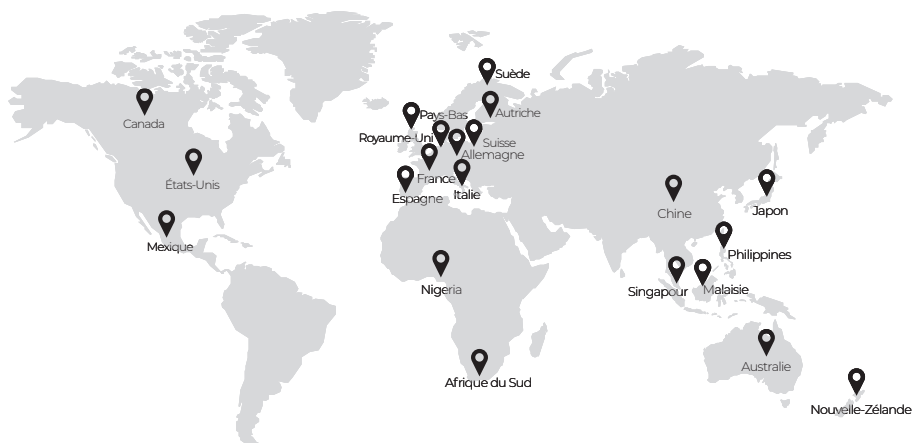 Suède
Canada
Pays-Bas
Autriche
Royaume-Uni
Suisse
Allemagne
France
États-Unis
Italie
Espagne
Chine
Japon
Mexique
Philippines
Nigeria
Singapour
Malaisie
Australie
Afrique du Sud
Nouvelle-Zélande